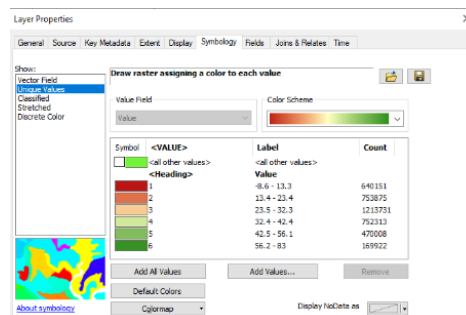 Layer Properties
General Source Key Metadata Extent Display Symbology Fields Joins & Relates Time
Show:
Vector Field
Unique Values
Classified
Stretched
Discrete Color
Draw raster assigning a color to each value
Value Field
Color Scheme
Value
Symbol <VALUE> Label Count
<all other values> <all other values>
<Heading> Value
1 -8.6 - 13.3 640151
2 13.4 - 23.4 753875
3 23.5 - 32.3 1213731
4 32.4 - 42.4 752313
5 42.5 - 56.1 470008
6 56.2 - 83 169922
Add All Values Add Values... Remove
Default Colors
Colormap Display NoData as
About symbology